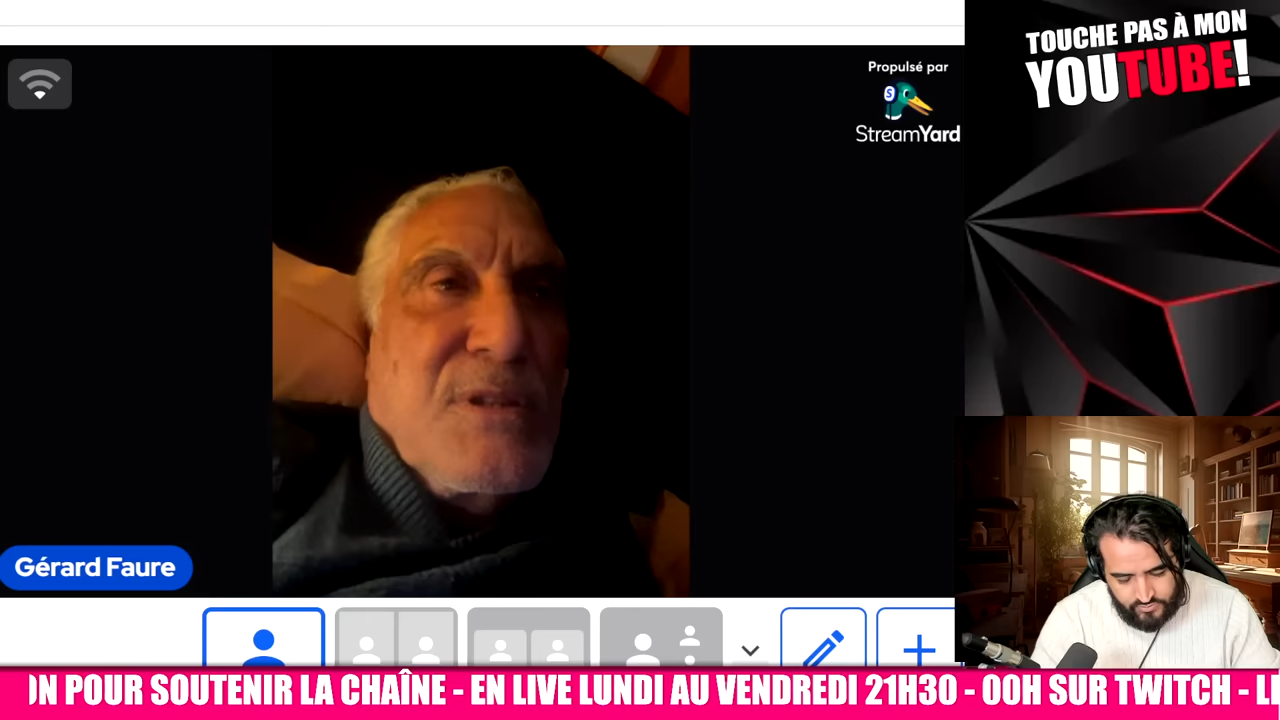 Propulsé par
StreamYard
TOUCHE PAS À MON
YOUTUBE!
Gérard Faure
ON POUR SOUTENIR LA CHAÎNE - EN LIVE LUNDI AU VENDREDI 21H30 - 00H SUR TWITCH -